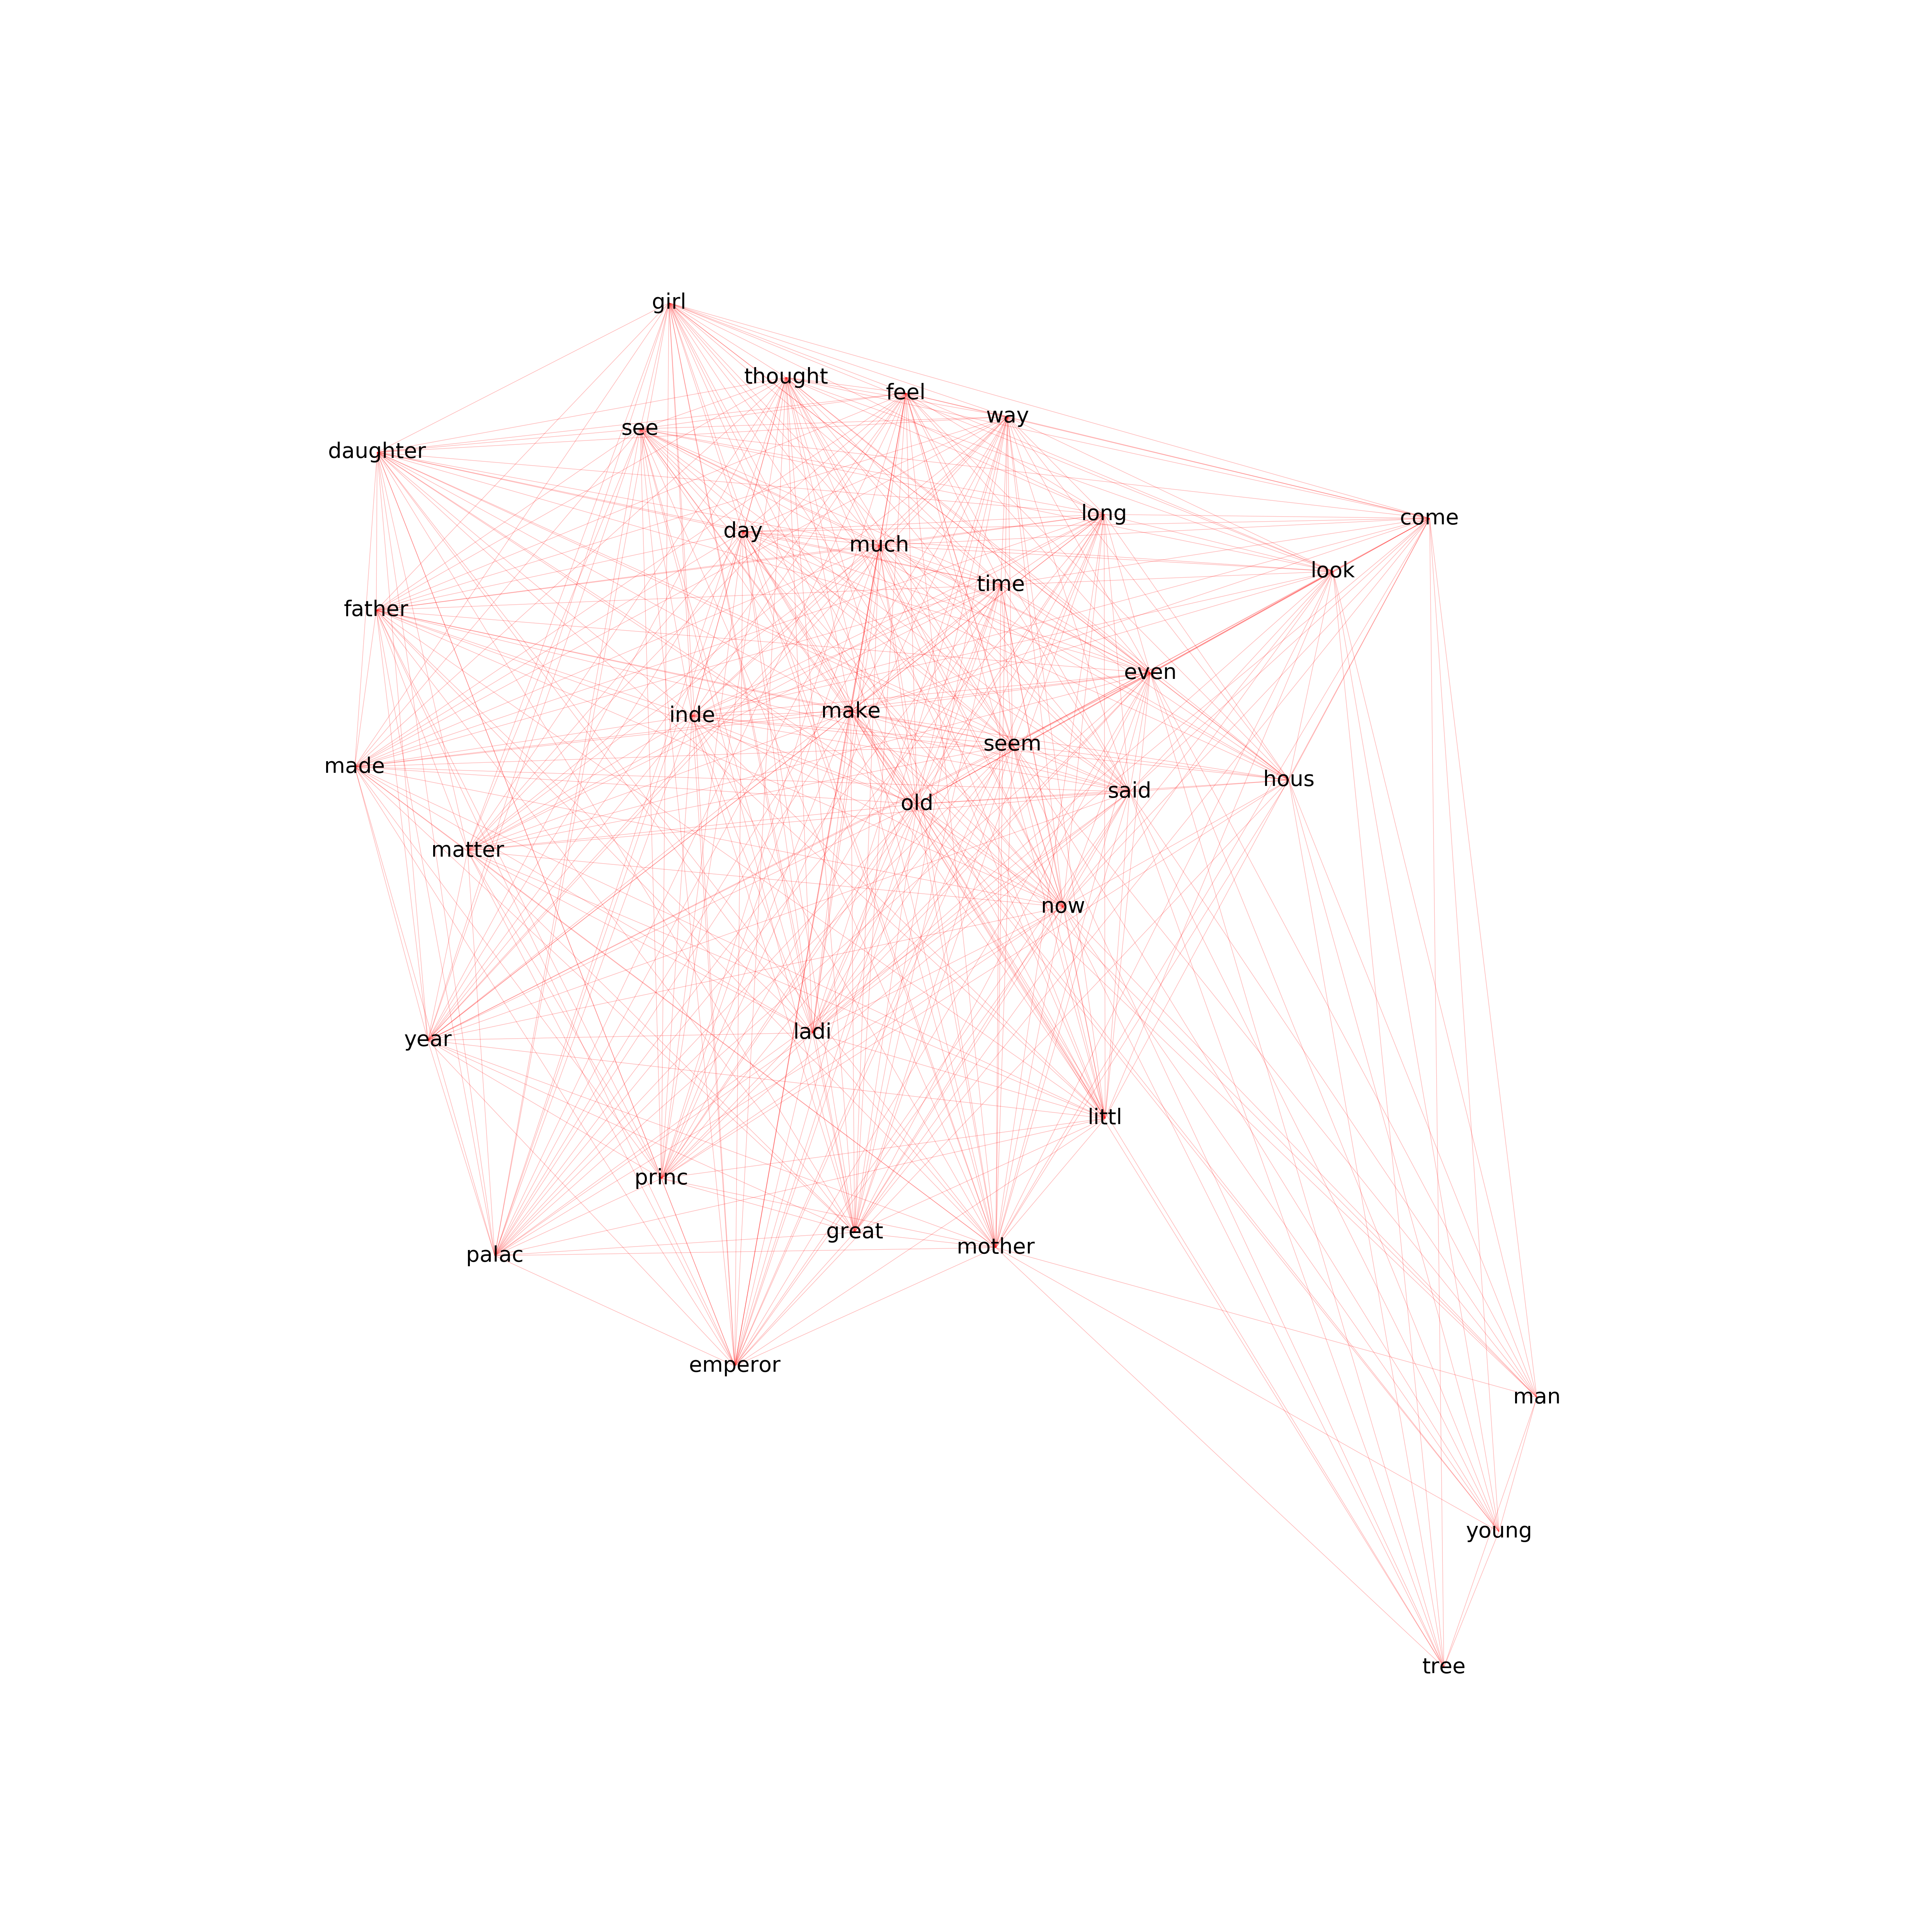 girl
thought
feel
way
see
daughter
long
come
day
much
look
time
father
even
make
inde
seem
made
hous
said
old
matter
now
ladi
year
littl
princ
great
mother
palac
emperor
man
young
tree